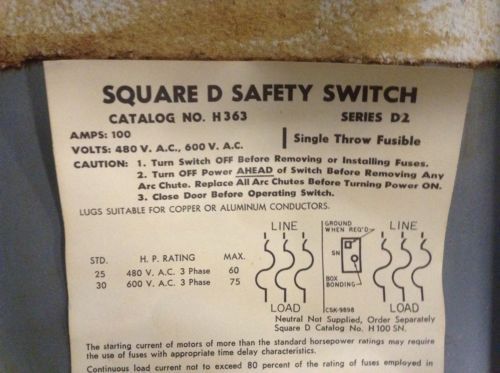 SQUARE D SAFETY SWITCH
CATALOG NO. H363 SERIES D2
AMPS: 100
VOLTS: 480 V. A.C., 600 V. A.C. Single Throw Fusible
CAUTION: 1. Turn Switch OFF Before Removing or Installing Fuses.
2. Turn OFF Power AHEAD of Switch Before Removing Any
Arc Chute. Replace All Arc Chutes Before Turning Power ON.
3. Close Door Before Operating Switch.
LUGS SUITABLE FOR COPPER OR ALUMINUM CONDUCTORS.
STD. H. P. RATING MAX.
25 480 V. A.C. 3 Phase 60
30 600 V. A.C. 3 Phase 75
LINE
LOAD
GROUND
WHEN REQ'D
SN
BOX
BONDING
CSK-9898
LINE
LOAD
Neutral Not Supplied, Order Separately
Square D Catalog No. H 100 SN.
The starting current of motors of more than the standard horsepower ratings may require
the use of fuses with appropriate time delay characteristics.
Continuous load current not to exceed 80 percent of the rating of fuses employed in